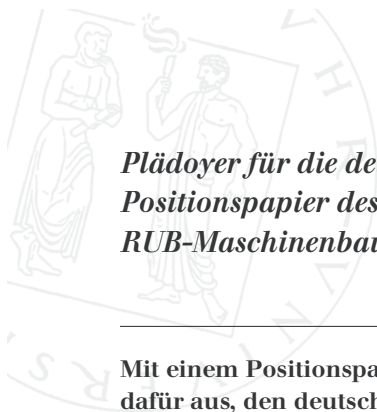 Plädoyer für die de
Positionspapier des
RUB-Maschinenbau
Mit einem Positionspa
dafür aus, den deutsch